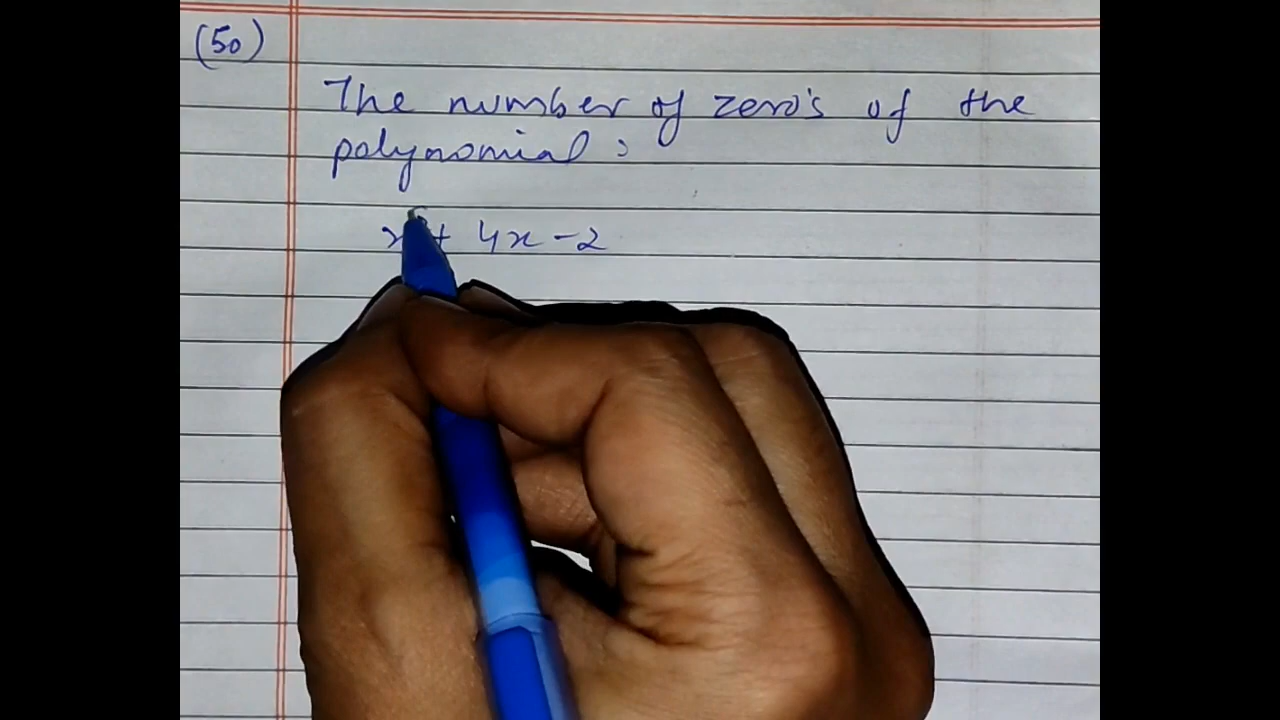 (50)
The number of zero's of the
polynomial :
x + 4x - 2